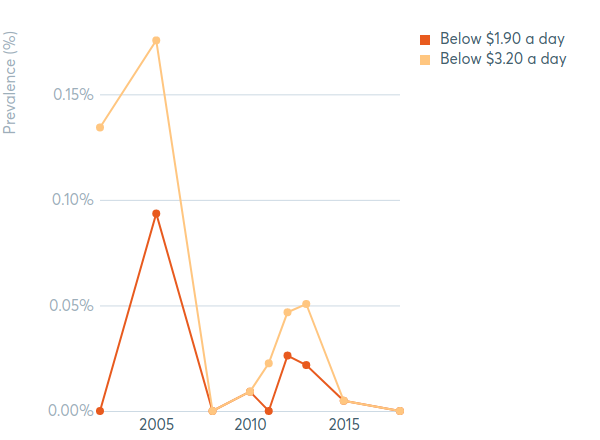 Prevalence (%)
Below $1.90 a day
Below $3.20 a day
0.15%
0.10%
0.05%
0.00%
2005 2010 2015